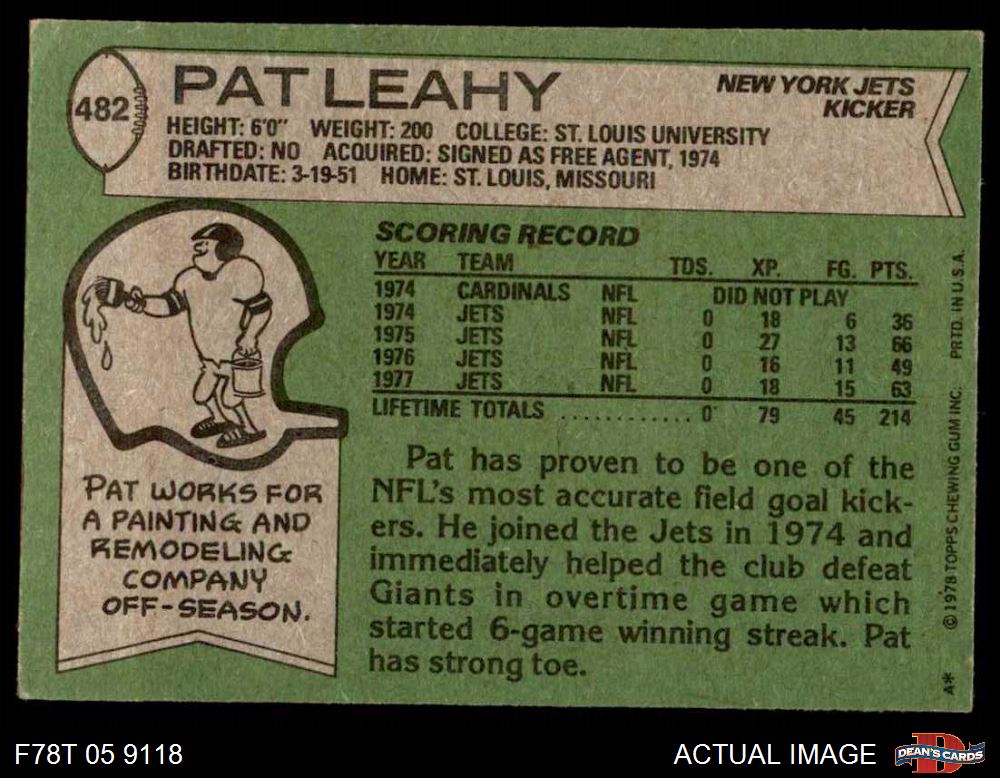 482
PAT LEAHY
NEW YORK JETS
KICKER
HEIGHT: 6'0" WEIGHT: 200 COLLEGE: ST. LOUIS UNIVERSITY
DRAFTED: NO ACQUIRED: SIGNED AS FREE AGENT, 1974
BIRTHDATE: 3-19-51 HOME: ST. LOUIS, MISSOURI
SCORING RECORD
YEAR TEAM TDS. XP. FG. PTS.
1974 CARDINALS NFL DID NOT PLAY
1974 JETS NFL 0 18 6 36
1975 JETS NFL 0 27 13 66
1976 JETS NFL 0 16 11 49
1977 JETS NFL 0 18 15 63
LIFETIME TOTALS ............ 0 79 45 214
PAT WORKS FOR
A PAINTING AND
REMODELING
COMPANY
OFF-SEASON.
Pat has proven to be one of the
NFL's most accurate field goal kick-
ers. He joined the Jets in 1974 and
immediately helped the club defeat
Giants in overtime game which
started 6-game winning streak. Pat
has strong toe.
A* © 1978 TOPPS CHEWING GUM INC. PRTD. IN U.S.A.
F78T 05 9118
ACTUAL IMAGE
DEAN'S CARDS